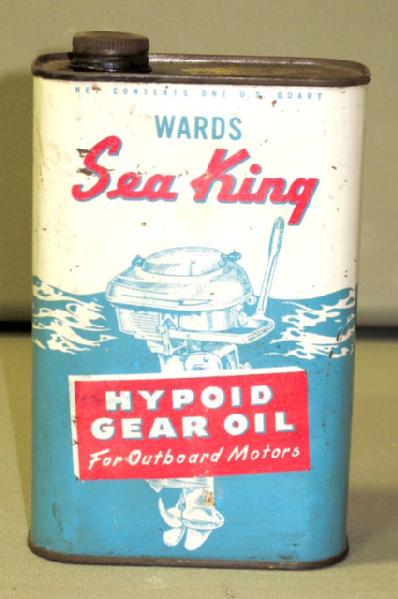 NET CONTENTS ONE U.S. QUART
WARDS
Sea King
HYPOID
GEAR OIL
For Outboard Motors